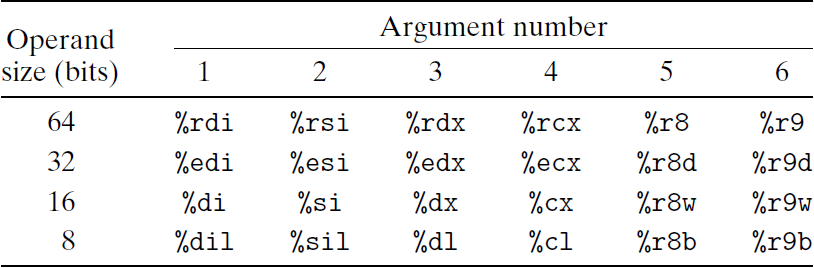 Operand size (bits) Argument number
1 2 3 4 5 6
64 %rdi %rsi %rdx %rcx %r8 %r9
32 %edi %esi %edx %ecx %r8d %r9d
16 %di %si %dx %cx %r8w %r9w
8 %dil %sil %dl %cl %r8b %r9b